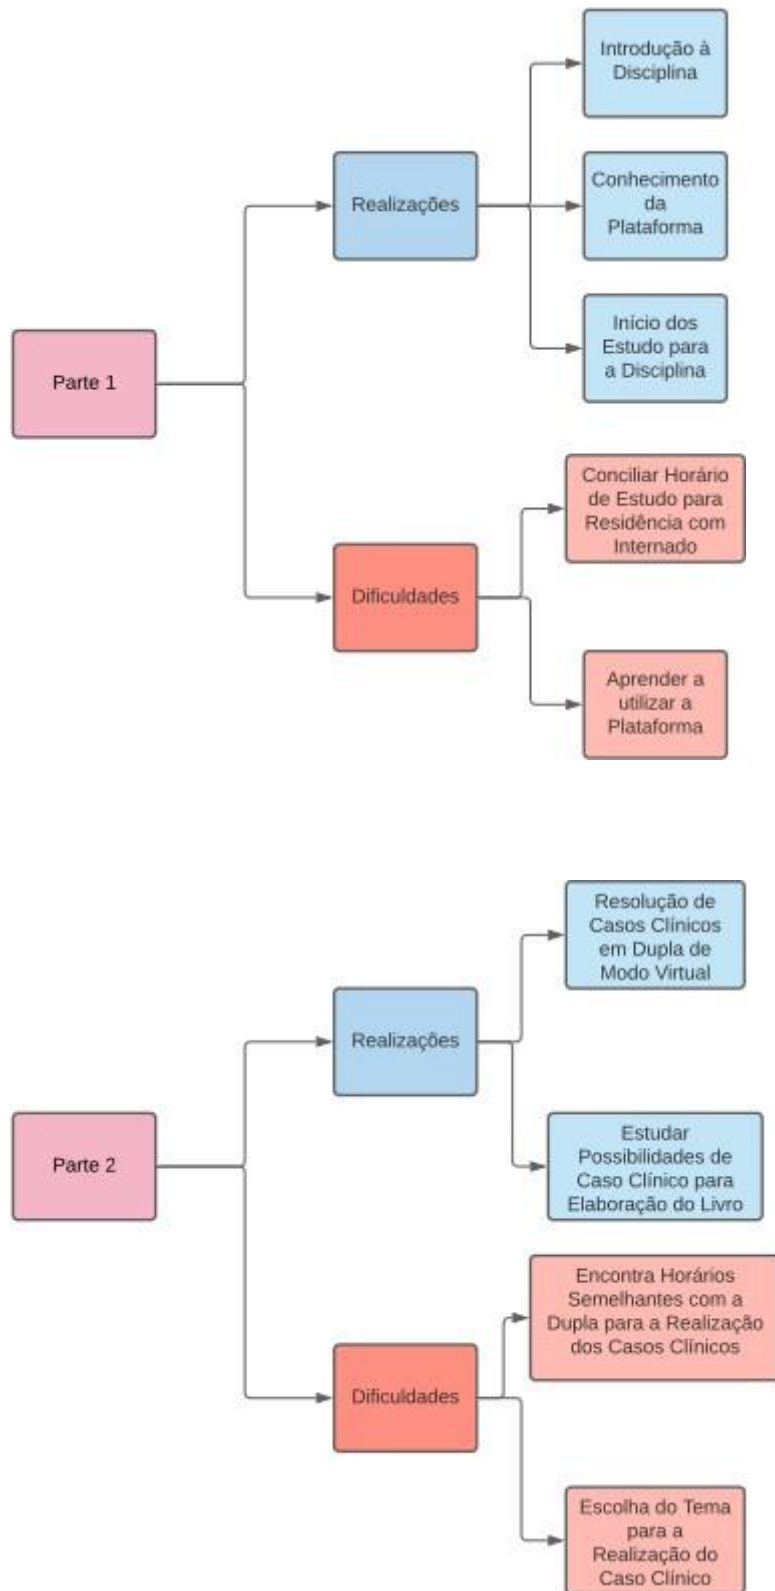 Introdução à
Disciplina
Realizações
Conhecimento
da
Plataforma
Início dos
Estudo para
a Disciplina
Parte 1
Conciliar Horário
de Estudo para
Residência com
Internado
Dificuldades
Aprender a
utilizar a
Plataforma
Resolução de
Casos Clínicos
em Dupla de
Modo Virtual
Realizações
Estudar
Possibilidades de
Caso Clínico para
Elaboração do Livro
Parte 2
Encontra Horários
Semelhantes com a
Dupla para a Realização
dos Casos Clínicos
Dificuldades
Escolha do Tema
para a
Realização do
Caso Clínico